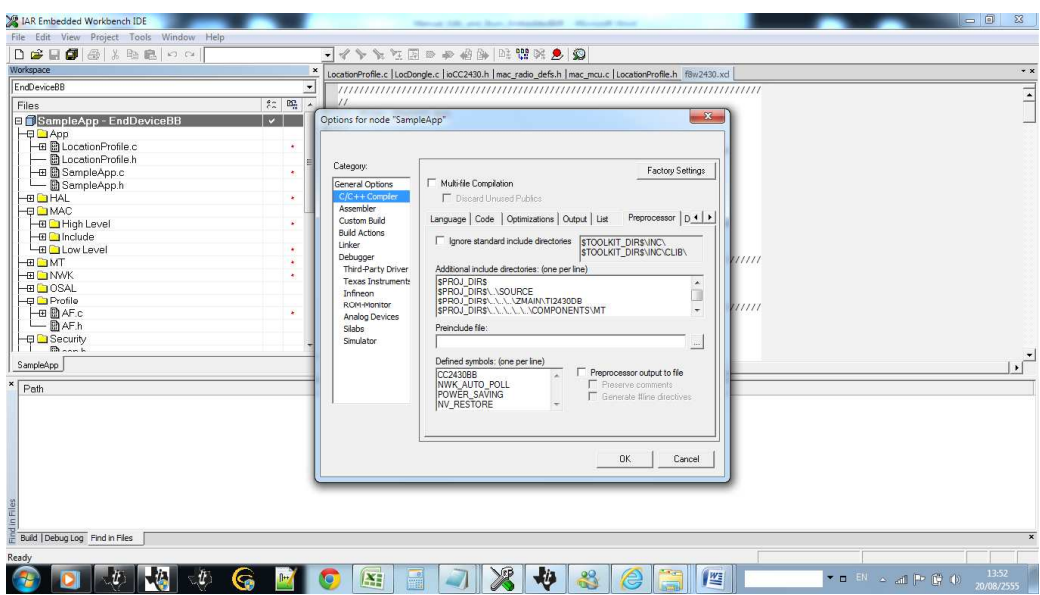 IAR Embedded Workbench IDE
File Edit View Project Tools Window Help
Workspace
EndDeviceBB
Files
SampleApp - EndDeviceBB
App
LocationProfile.c
LocationProfile.h
SampleApp.c
SampleApp.h
HAL
MAC
High Level
Include
Low Level
MT
NWK
OSAL
Profile
AF.c
AF.h
Security
SampleApp
LocationProfile.c | LocDongle.c | ioCC2430.h | mac_radio_defs.h | mac_mcu.c | LocationProfile.h f8w2430.xcl
//
Options for node "SampleApp"
Category:
General Options
C/C++ Compiler
Assembler
Custom Build
Build Actions
Linker
Debugger
Third-Party Driver
Texas Instruments
Infineon
ROM-Monitor
Analog Devices
Silabs
Simulator
Factory Settings
Multi-file Compilation
Discard Unused Publics
Language | Code | Optimizations | Output | List Preprocessor D
Ignore standard include directories
$TOOLKIT_DIR$\INC\
$TOOLKIT_DIR$\INC\CLIB\
Additional include directories: (one per line)
$PROJ_DIR$
$PROJ_DIR$\..\SOURCE
$PROJ_DIR$\..\..\..\ZMAIN\TI2430DB
$PROJ_DIR$\..\..\..\..\..\COMPONENTS\MT
Preinclude file:
...
Defined symbols: (one per line)
CC2430BB
NWK_AUTO_POLL
POWER_SAVING
NV_RESTORE
Preprocessor output to file
Preserve comments
Generate #line directives
OK Cancel
Path
Find in Files
Build | Debug Log Find in Files
Ready
EN
13:52
20/08/2555